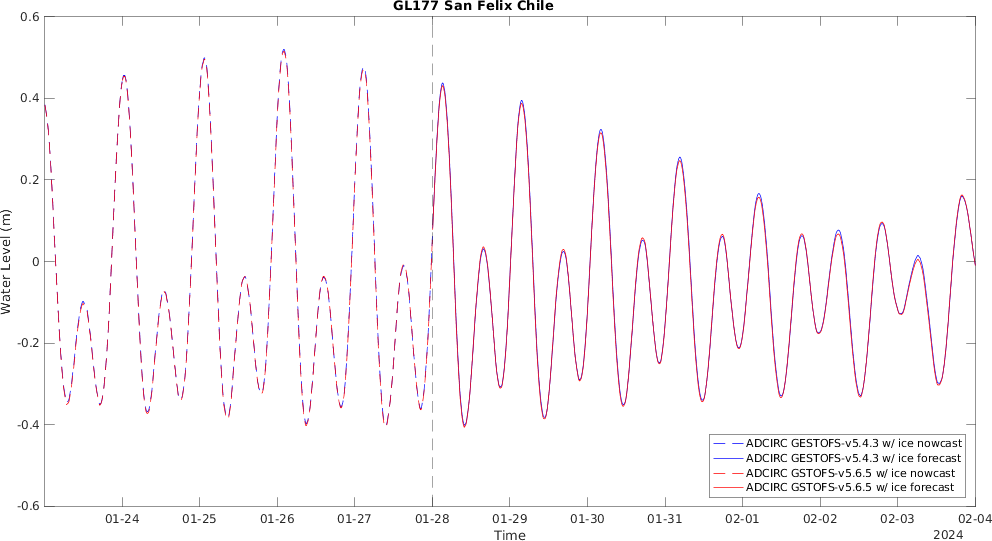 GL177 San Felix Chile
0.6
0.4
0.2
0
-0.2
-0.4
-0.6
Water Level (m)
ADCIRC GESTOFS-v5.4.3 w/ ice nowcast
ADCIRC GESTOFS-v5.4.3 w/ ice forecast
ADCIRC GSTOFS-v5.6.5 w/ ice nowcast
ADCIRC GSTOFS-v5.6.5 w/ ice forecast
01-24 01-25 01-26 01-27 01-28 01-29 01-30 01-31 02-01 02-02 02-03 02-04
Time
2024